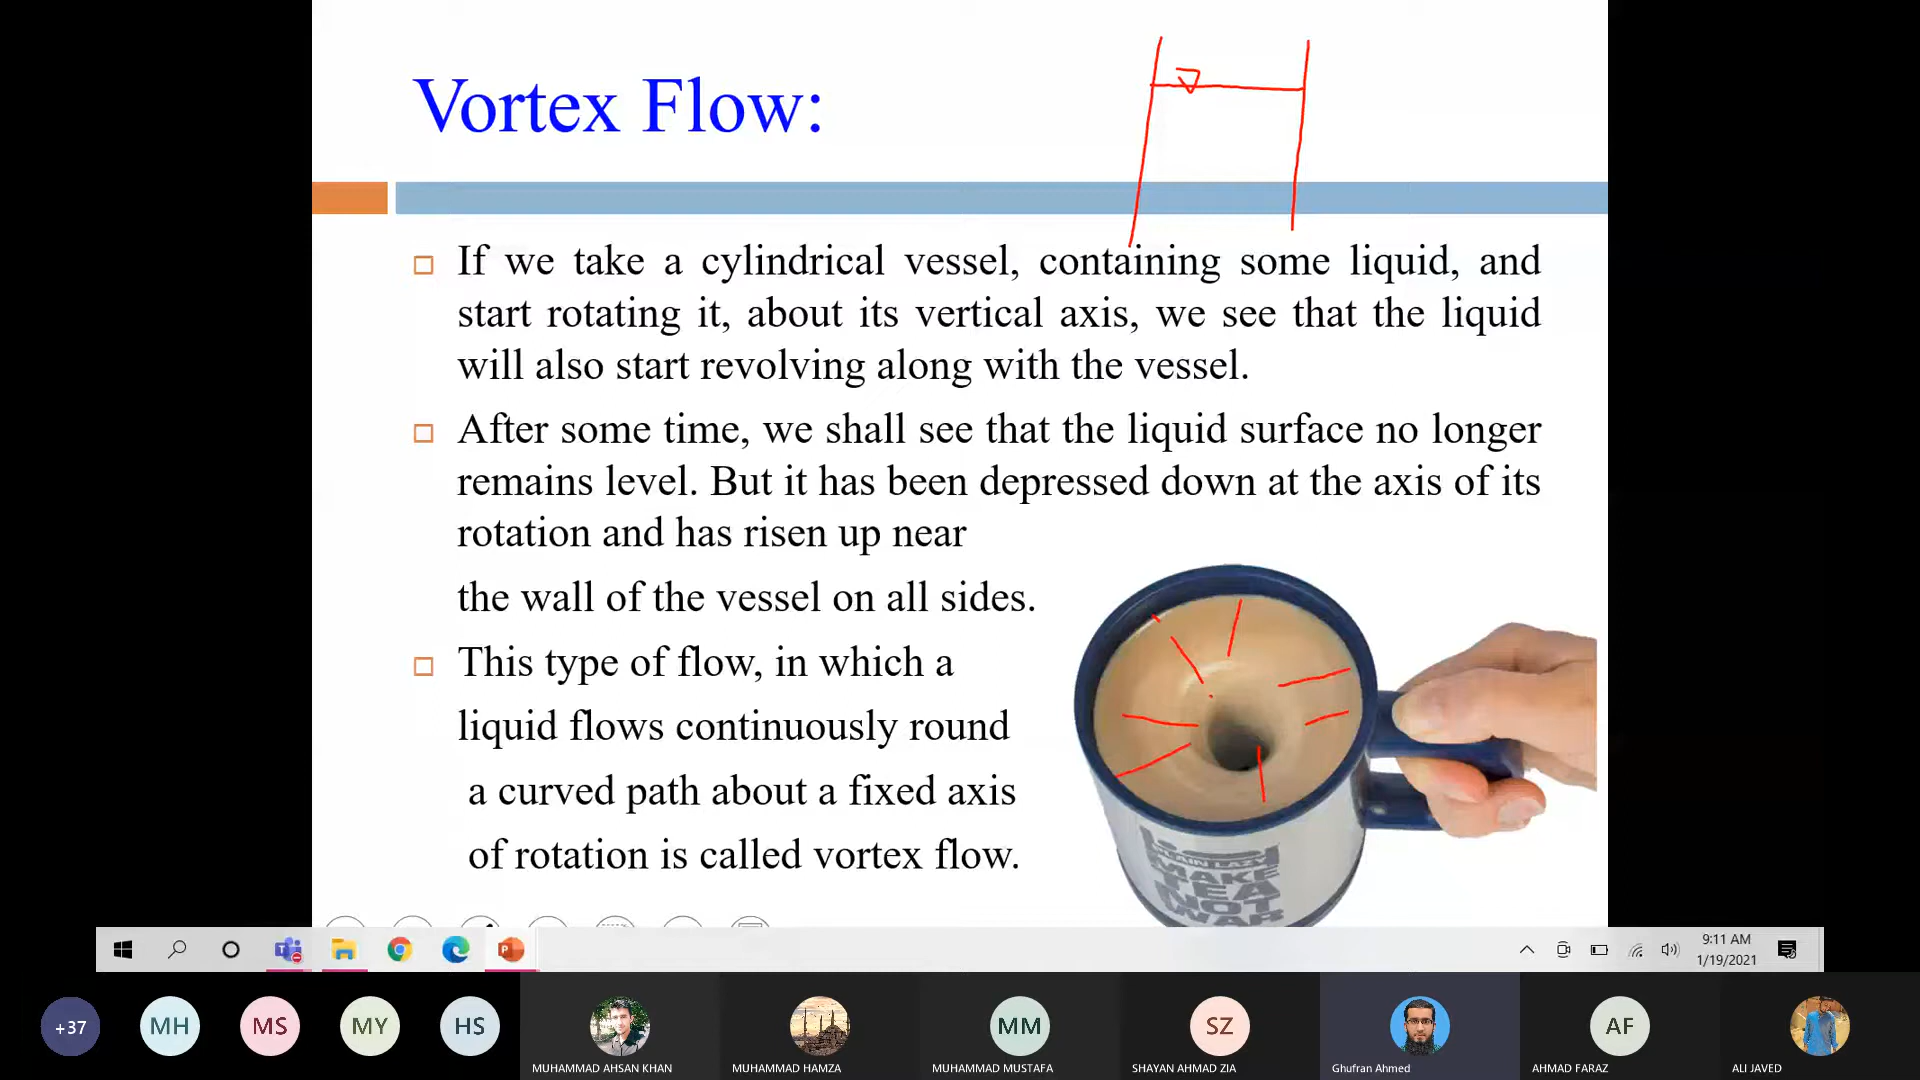 Vortex Flow:
If we take a cylindrical vessel, containing some liquid, and
start rotating it, about its vertical axis, we see that the liquid
will also start revolving along with the vessel.
After some time, we shall see that the liquid surface no longer
remains level. But it has been depressed down at the axis of its
rotation and has risen up near
the wall of the vessel on all sides.
This type of flow, in which a
liquid flows continuously round
a curved path about a fixed axis
of rotation is called vortex flow.
MAKE
TEA
NOT
WAR
9:11 AM
1/19/2021
+37
MH
MS
MY
HS
MM
SZ
AF
MUHAMMAD AHSAN KHAN
MUHAMMAD HAMZA
MUHAMMAD MUSTAFA
SHAYAN AHMAD ZIA
Ghufran Ahmed
AHMAD FARAZ
ALI JAVED